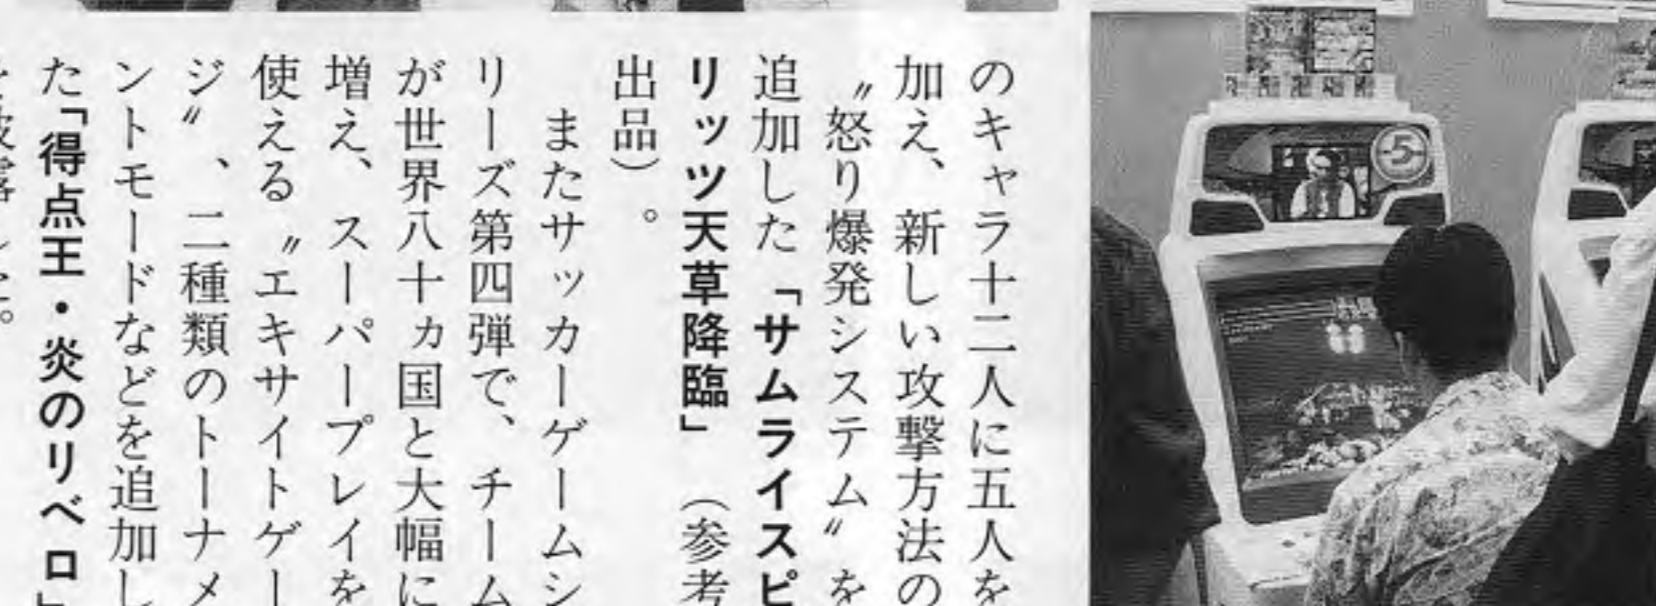 のキャラ十二人に五人を
加え、新しい攻撃方法の
〝怒り爆発システム〟を
追加した「サムライスピ
リッツ天草降臨」（参考
出品）。
またサッカーゲームシ
リーズ第四弾で、チーム
が世界八十カ国と大幅に
増え、スーパープレイを
使える〝エキサイトゲー
ジ〟、二種類のトーナメ
ントモードなどを追加し
た「得点王・炎のリベロ」
5